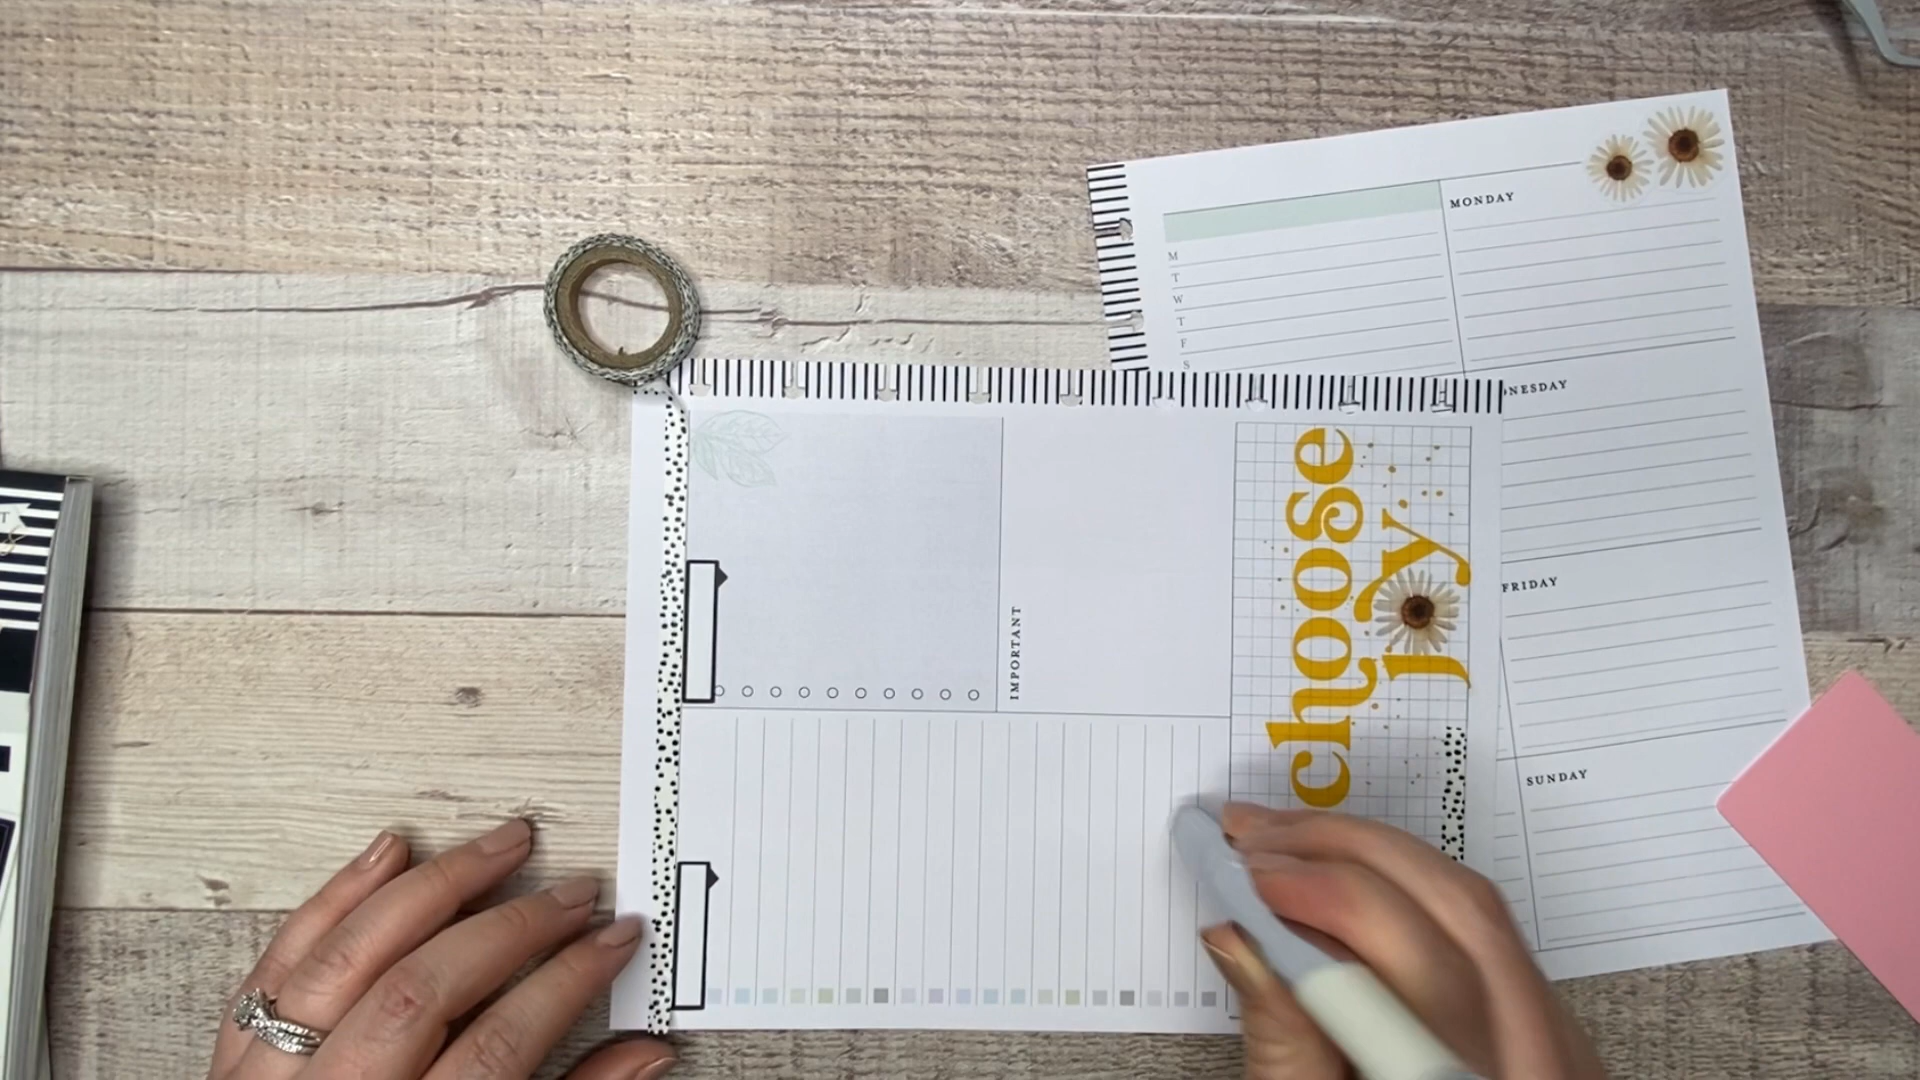 T
MONDAY
M
T
W
T
F
S
NESDAY
FRIDAY
SUNDAY
IMPORTANT
choose
joy